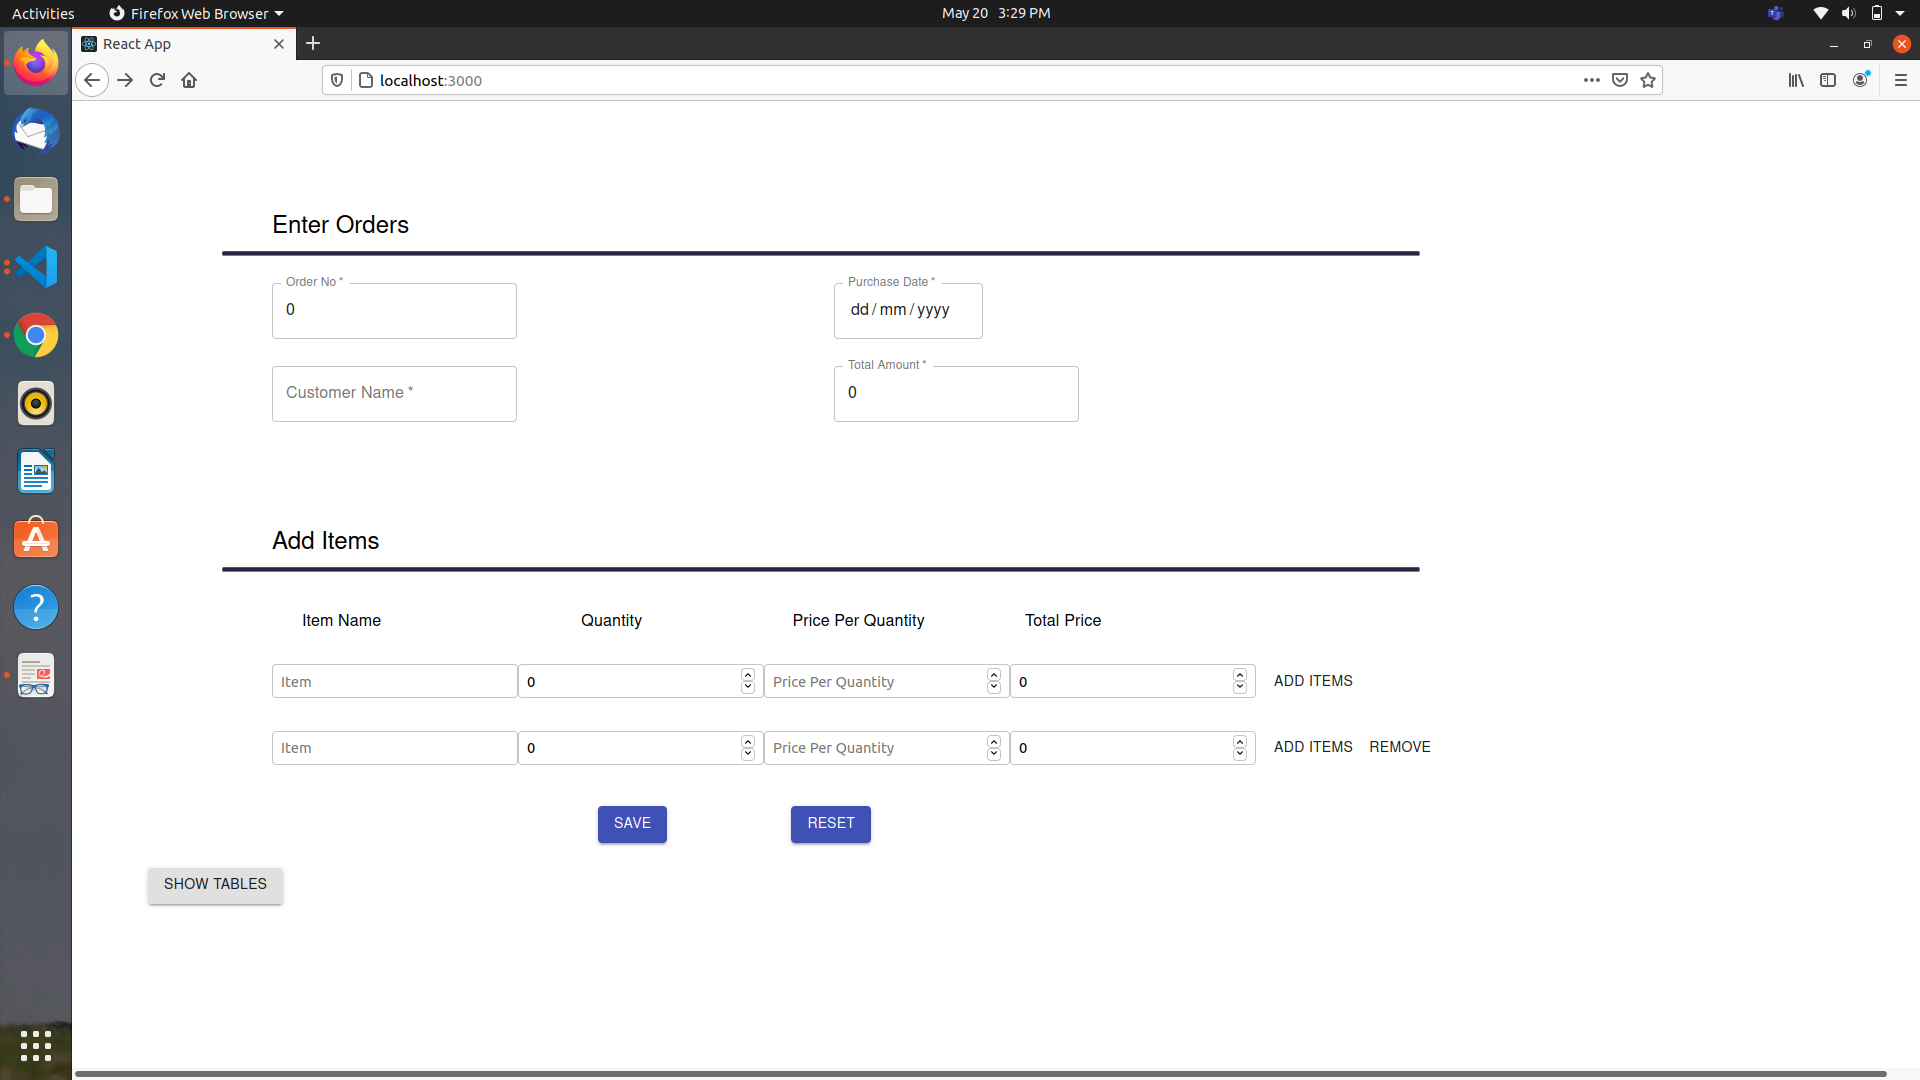 Activities Firefox Web Browser May 20 3:29 PM
React App
localhost:3000
Enter Orders
Order No * Purchase Date *
0 dd / mm / yyyy
Total Amount *
Customer Name * 0
Add Items
Item Name Quantity Price Per Quantity Total Price
Item 0 Price Per Quantity 0 ADD ITEMS
Item 0 Price Per Quantity 0 ADD ITEMS REMOVE
SAVE RESET
SHOW TABLES